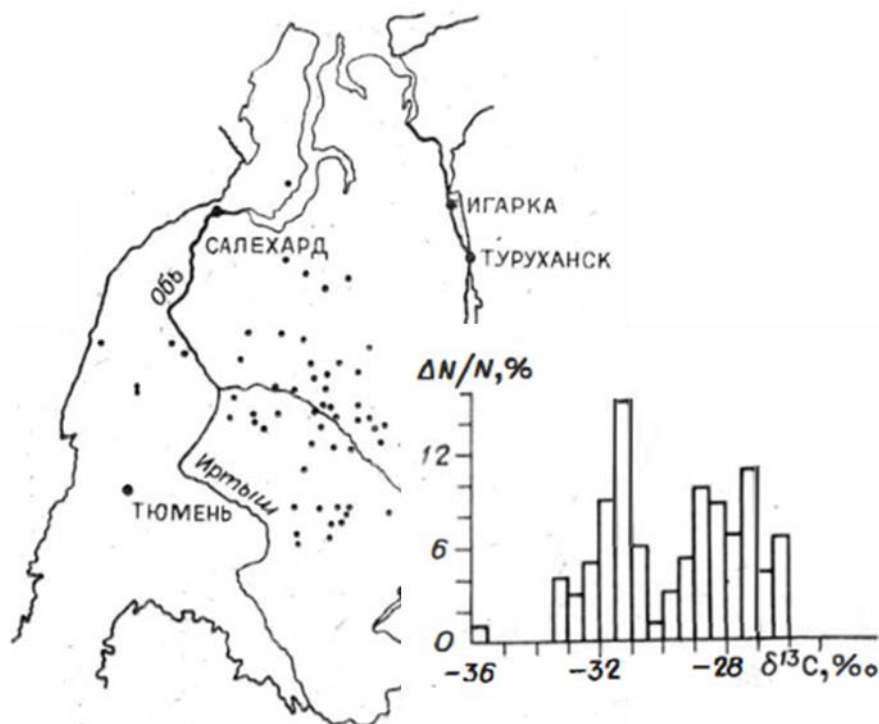 ИГАРКА
САЛЕХАРД
ТУРУХАНСК
Обь
ΔN/N,%
12
Иртыш
ТЮМЕНЬ
6
0
-36
-32
-28
δ¹³C,‰